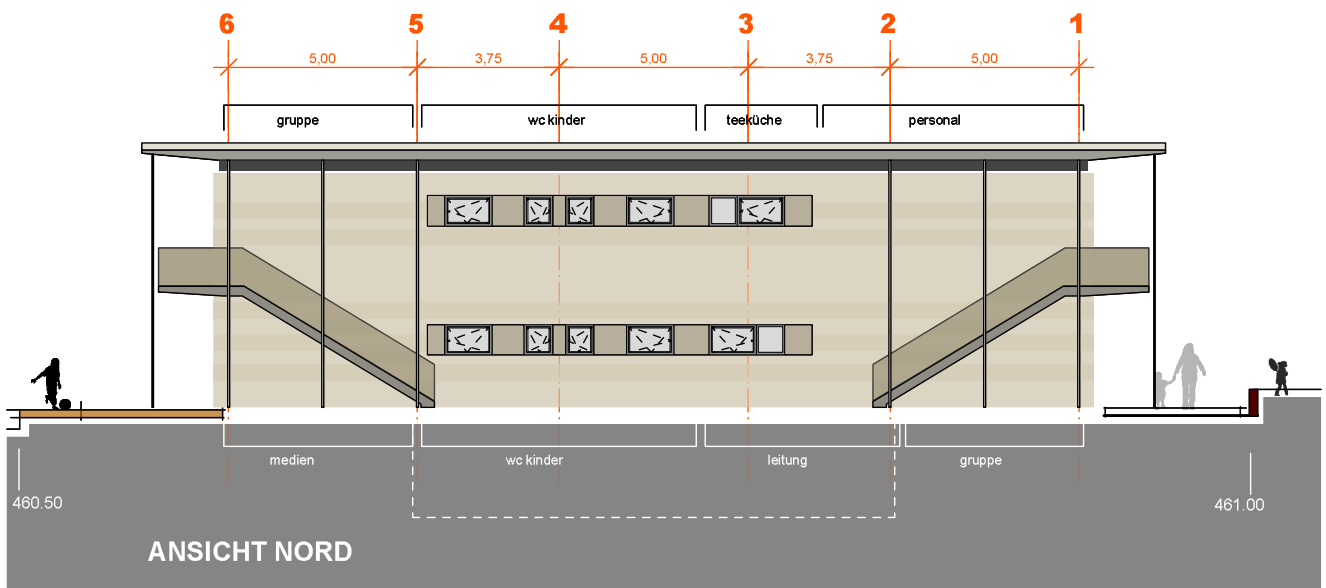 6 5 4 3 2 1
5,00 3,75 5,00 3,75 5,00
gruppe wc kinder teeküche personal
medien wc kinder leitung gruppe
460.50 461.00
ANSICHT NORD